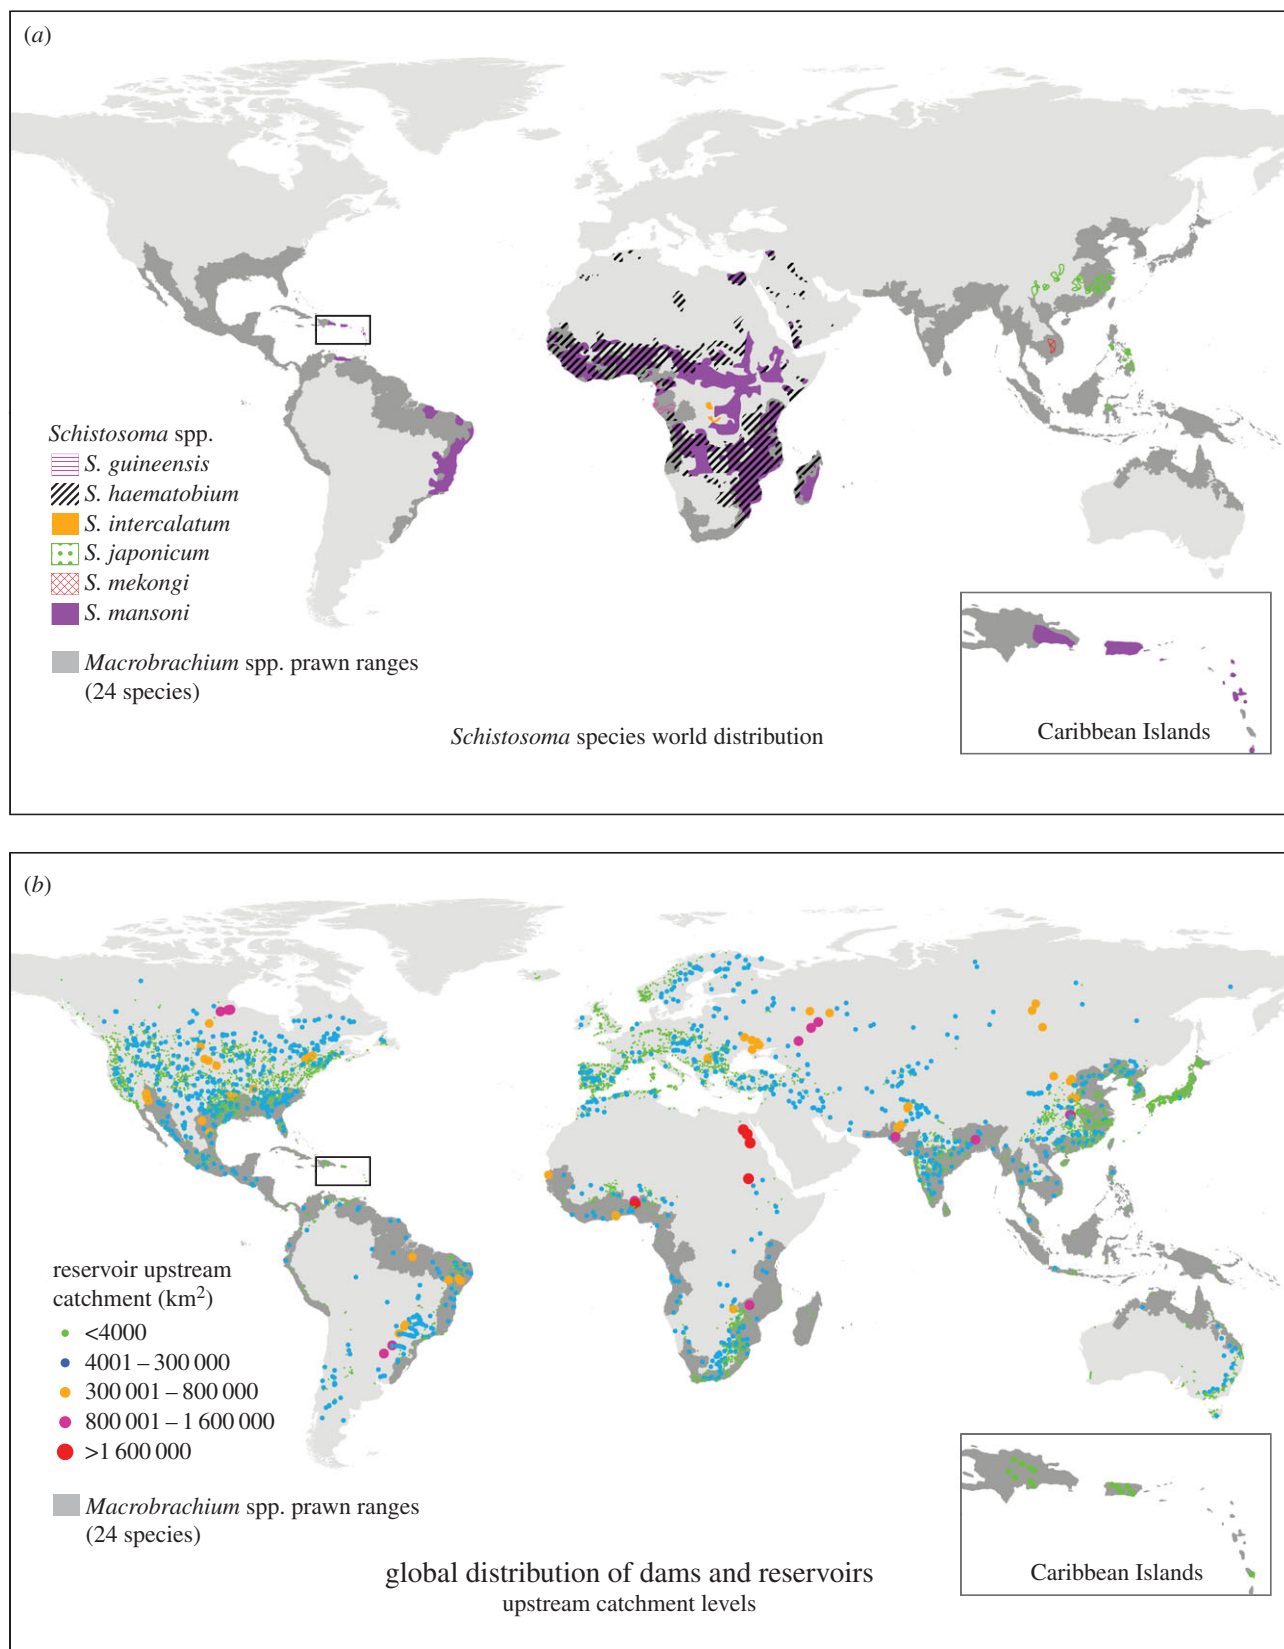 (a)
Schistosoma spp.
S. guineensis
S. haematobium
S. intercalatum
S. japonicum
S. mekongi
S. mansoni
Macrobrachium spp. prawn ranges
(24 species)
Schistosoma species world distribution
Caribbean Islands
(b)
reservoir upstream
catchment (km²)
<4000
4001 – 300 000
300 001 – 800 000
800 001 – 1 600 000
>1 600 000
Macrobrachium spp. prawn ranges
(24 species)
global distribution of dams and reservoirs
upstream catchment levels
Caribbean Islands